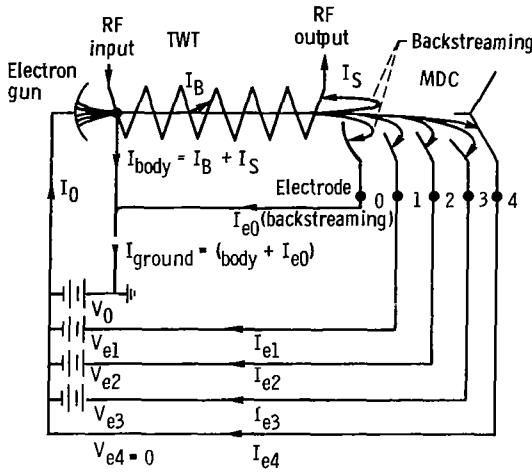 RF
input
TWT
RF
output
Backstreaming
Electron
gun
I_B
I_S
MDC
I_body = I_B + I_S
I_0
Electrode
0 1 2 3 4
I_e0 (backstreaming)
I_ground = (body + I_e0)
V_0
V_e1
I_e1
V_e2
I_e2
V_e3
I_e3
V_e4 = 0
I_e4